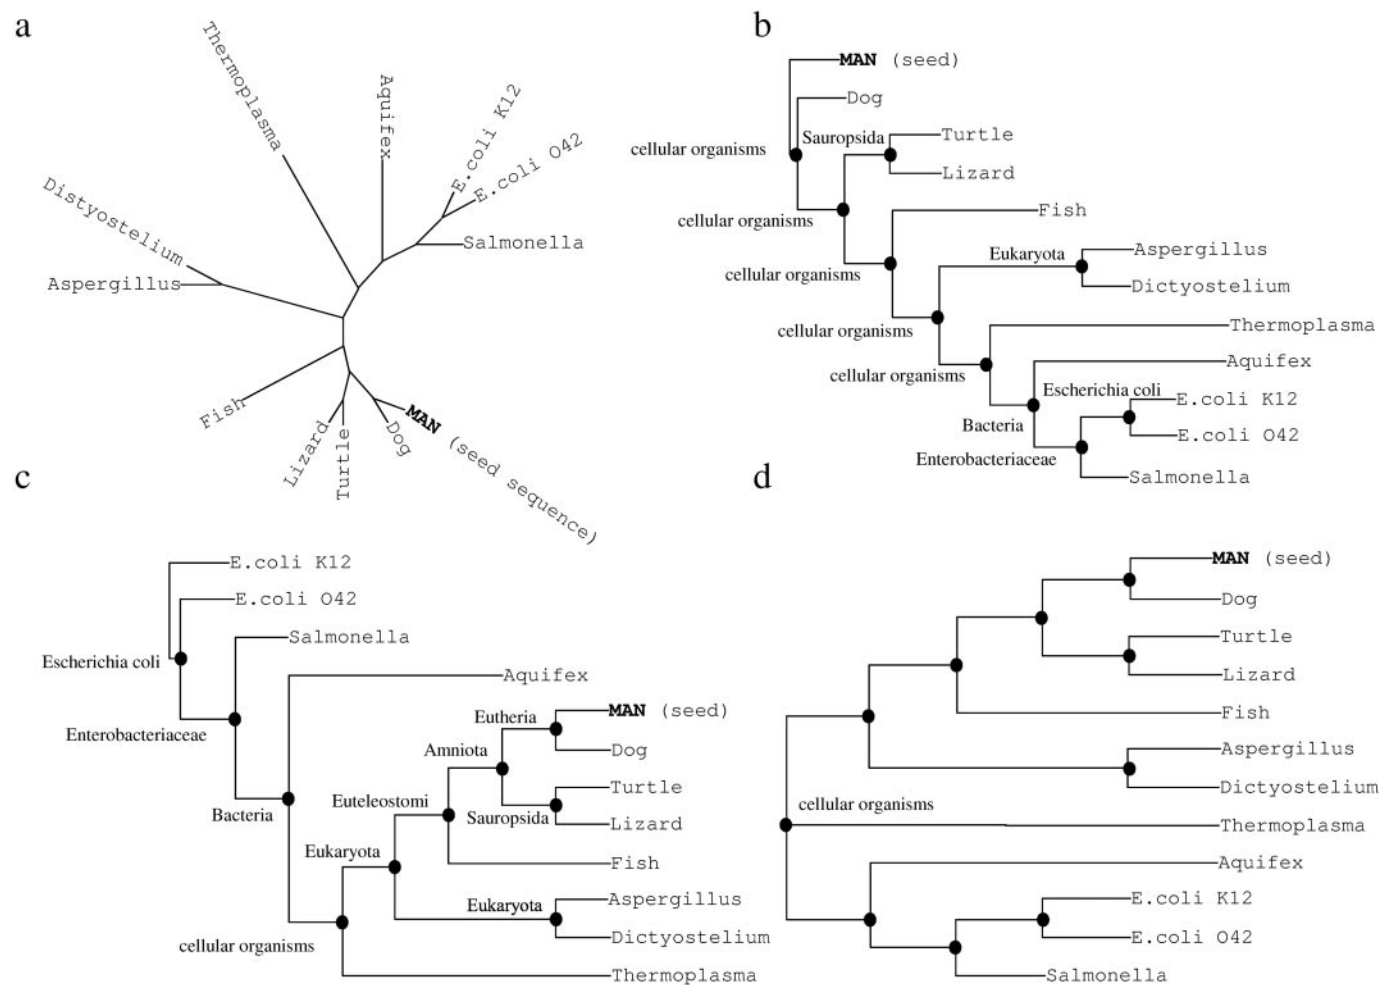 a
Thermoplasma
Aquifex
E.coli K12
E.coli O42
Salmonella
Distyostelium
Aspergillus
Fish
Lizard
Turtle
Dog
MAN (seed sequence)
b
MAN (seed)
Dog
cellular organisms
Sauropsida
Turtle
Lizard
cellular organisms
Fish
cellular organisms
Eukaryota
Aspergillus
Dictyostelium
cellular organisms
Thermoplasma
cellular organisms
Aquifex
Escherichia coli
E.coli K12
Bacteria
E.coli O42
Enterobacteriaceae
Salmonella
c
E.coli K12
E.coli O42
Salmonella
Escherichia coli
Aquifex
Enterobacteriaceae
Eutheria
MAN (seed)
Amniota
Dog
Turtle
Euteleostomi
Sauropsida
Lizard
Bacteria
Eukaryota
Fish
Eukaryota
Aspergillus
Dictyostelium
cellular organisms
Thermoplasma
d
MAN (seed)
Dog
Turtle
Lizard
Fish
Aspergillus
Dictyostelium
cellular organisms
Thermoplasma
Aquifex
E.coli K12
E.coli O42
Salmonella